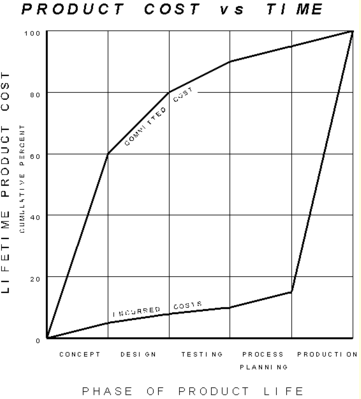 PRODUCT COST vs TIME
LIFETIME PRODUCT COST
CUMULATIVE PERCENT
100
80
60
40
20
0
COMMITTED COST
INCURRED COSTS
CONCEPT DESIGN TESTING PROCESS PLANNING PRODUCTION
PHASE OF PRODUCT LIFE